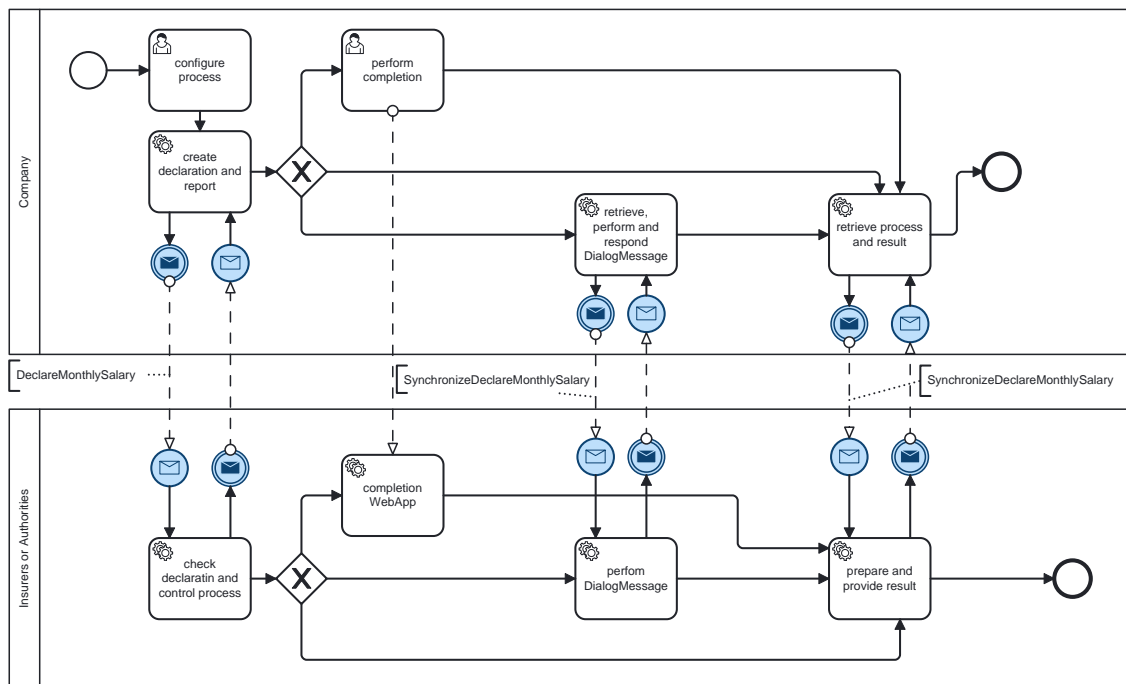 Company
configure
process
perform
completion
create
declaration and
report
retrieve,
perform and
respond
DialogMessage
retrieve process
and result
DeclareMonthlySalary
SynchronizeDeclareMonthlySalary
SynchronizeDeclareMonthlySalary
Insurers or Authorities
completion
WebApp
check
declaratin and
control process
perfom
DialogMessage
prepare and
provide result